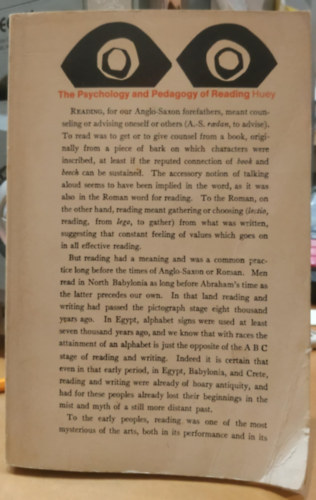 The Psychology and Pedagogy of Reading Huey
READING, for our Anglo-Saxon forefathers, meant coun-
seling or advising oneself or others (A.-S. rædan, to advise).
To read was to get or to give counsel from a book, origi-
nally from a piece of bark on which characters were
inscribed, at least if the reputed connection of book and
beech can be sustained. The accessory notion of talking
aloud seems to have been implied in the word, as it was
also in the Roman word for reading. To the Roman, on
the other hand, reading meant gathering or choosing (lectio,
reading, from lego, to gather) from what was written,
suggesting that constant feeling of values which goes on
in all effective reading.
But reading had a meaning and was a common prac-
tice long before the times of Anglo-Saxon or Roman. Men
read in North Babylonia as long before Abraham's time as
the latter precedes our own. In that land reading and
writing had passed the pictograph stage eight thousand
years ago. In Egypt, alphabet signs were used at least
seven thousand years ago, and we know that with races the
attainment of an alphabet is just the opposite of the A B C
stage of reading and writing. Indeed it is certain that
even in that early period, in Egypt, Babylonia, and Crete,
reading and writing were already of hoary antiquity, and
had for these peoples already lost their beginnings in the
mist and myth of a still more distant past.
To the early peoples, reading was one of the most
mysterious of the arts, both in its performance and in its